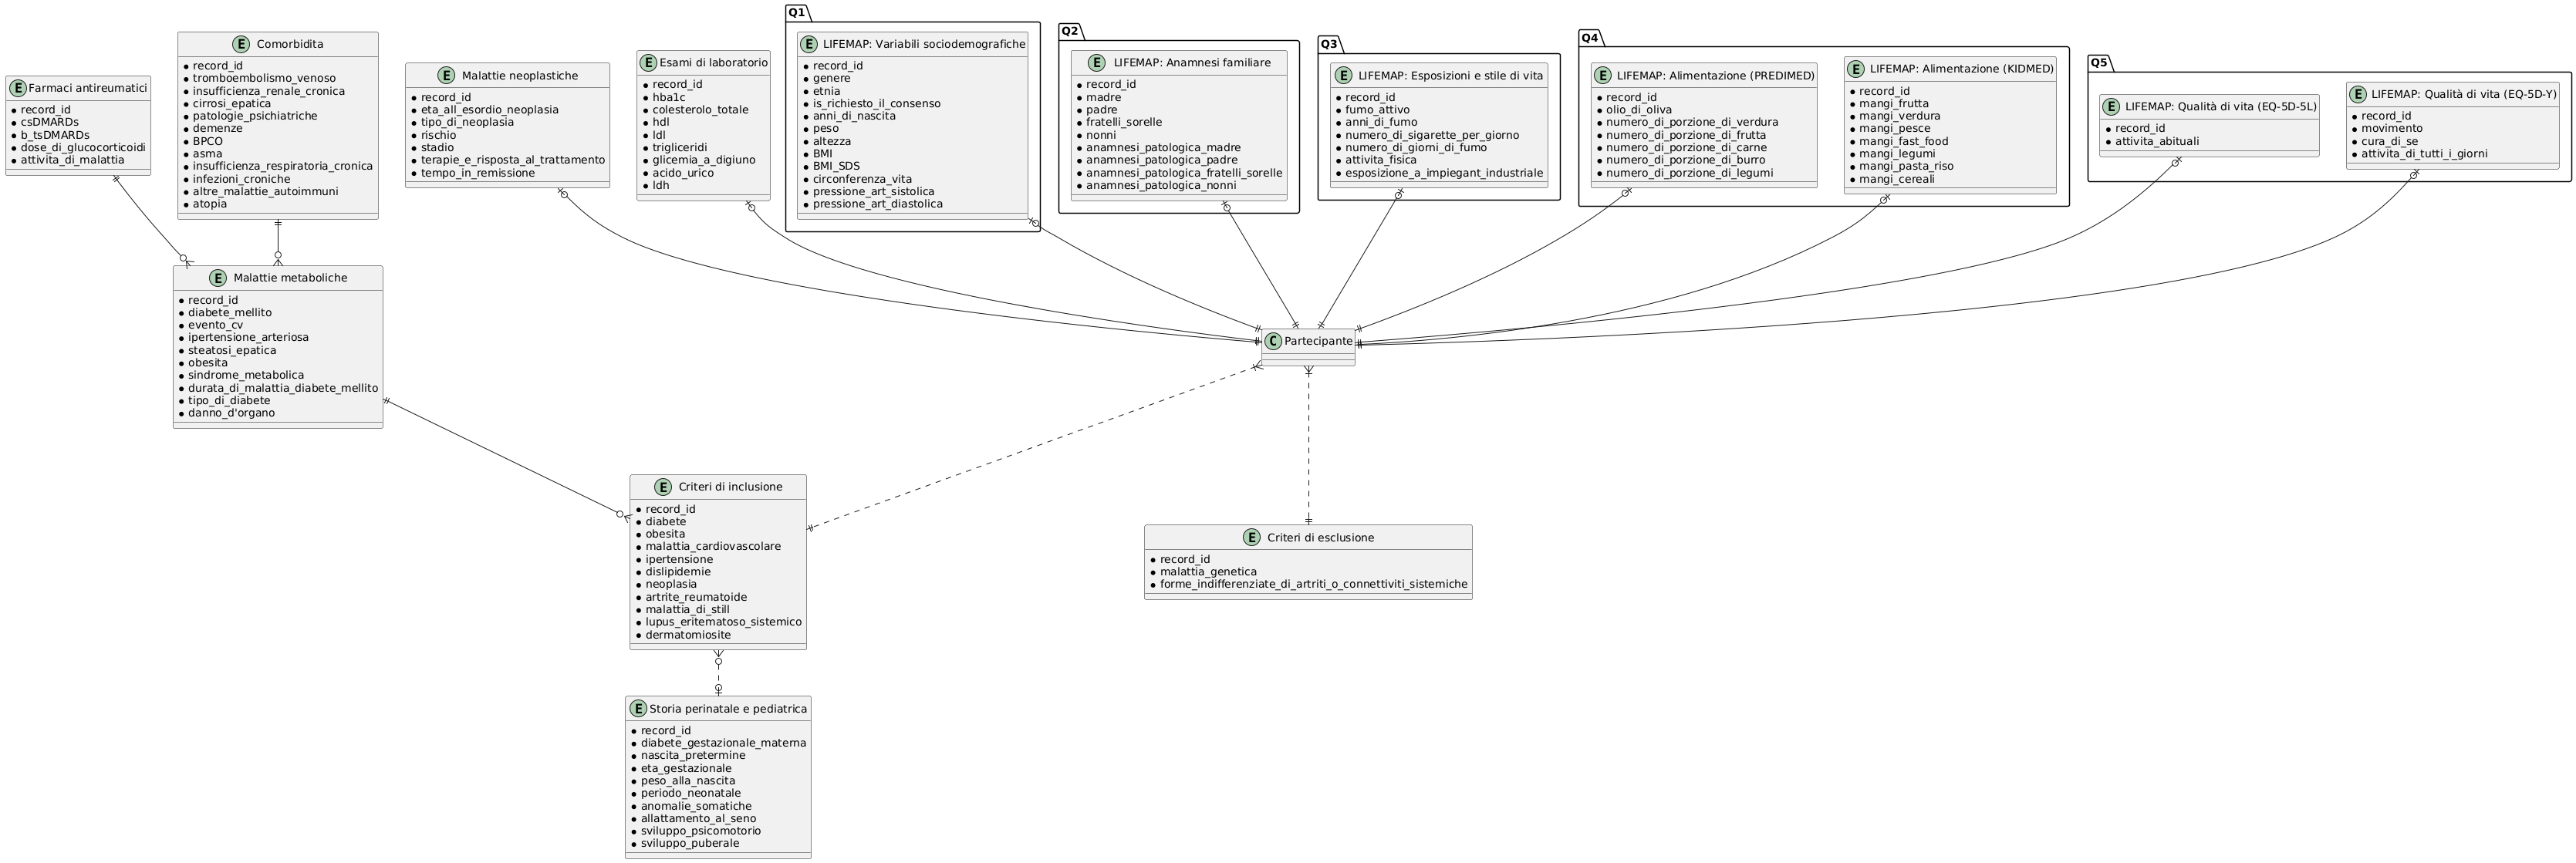 Farmaci antireumatici
record_id
csDMARDs
b_tsDMARDs
dose_di_glucocorticoidi
attivita_di_malattia
Comorbidita
record_id
tromboembolismo_venoso
insufficienza_renale_cronica
cirrosi_epatica
patologie_psichiatriche
demenze
BPCO
asma
insufficienza_respiratoria_cronica
infezioni_croniche
altre_malattie_autoimmuni
atopia
Malattie neoplastiche
record_id
eta_all_esordio_neoplasia
tipo_di_neoplasia
rischio
stadio
terapie_e_risposta_al_trattamento
tempo_in_remissione
Esami di laboratorio
record_id
hba1c
colesterolo_totale
hdl
ldl
trigliceridi
glicemia_a_digiuno
acido_urico
ldh
Q1
LIFEMAP: Variabili sociodemografiche
record_id
genere
etnia
is_richiesto_il_consenso
anni_di_nascita
peso
altezza
BMI
BMI_SDS
circonferenza_vita
pressione_art_sistolica
pressione_art_diastolica
Q2
LIFEMAP: Anamnesi familiare
record_id
madre
padre
fratelli_sorelle
nonni
anamnesi_patologica_madre
anamnesi_patologica_padre
anamnesi_patologica_fratelli_sorelle
anamnesi_patologica_nonni
Q3
LIFEMAP: Esposizioni e stile di vita
record_id
fumo_attivo
anni_di_fumo
numero_di_sigarette_per_giorno
numero_di_giorni_di_fumo
attivita_fisica
esposizione_a_impiegant_industriale
Q4
LIFEMAP: Alimentazione (PREDIMED)
record_id
olio_di_oliva
numero_di_porzione_di_verdura
numero_di_porzione_di_frutta
numero_di_porzione_di_carne
numero_di_porzione_di_burro
numero_di_porzione_di_legumi
LIFEMAP: Alimentazione (KIDMED)
record_id
mangi_frutta
mangi_verdura
mangi_pesce
mangi_fast_food
mangi_legumi
mangi_pasta_riso
mangi_cereali
Q5
LIFEMAP: Qualità di vita (EQ-5D-5L)
record_id
attivita_abituali
LIFEMAP: Qualità di vita (EQ-5D-Y)
record_id
movimento
cura_di_se
attivita_di_tutti_i_giorni
Malattie metaboliche
record_id
diabete_mellito
evento_cv
ipertensione_arteriosa
steatosi_epatica
obesita
sindrome_metabolica
durata_di_malattia_diabete_mellito
tipo_di_diabete
danno_d'organo
Partecipante
Criteri di inclusione
record_id
diabete
obesita
malattia_cardiovascolare
ipertensione
dislipidemie
neoplasia
artrite_reumatoide
malattia_di_still
lupus_eritematoso_sistemico
dermatomiosite
Criteri di esclusione
record_id
malattia_genetica
forme_indifferenziate_di_artriti_o_connettiviti_sistemiche
Storia perinatale e pediatrica
record_id
diabete_gestazionale_materna
nascita_pretermine
eta_gestazionale
peso_alla_nascita
periodo_neonatale
anomalie_somatiche
allattamento_al_seno
sviluppo_psicomotorio
sviluppo_puberale